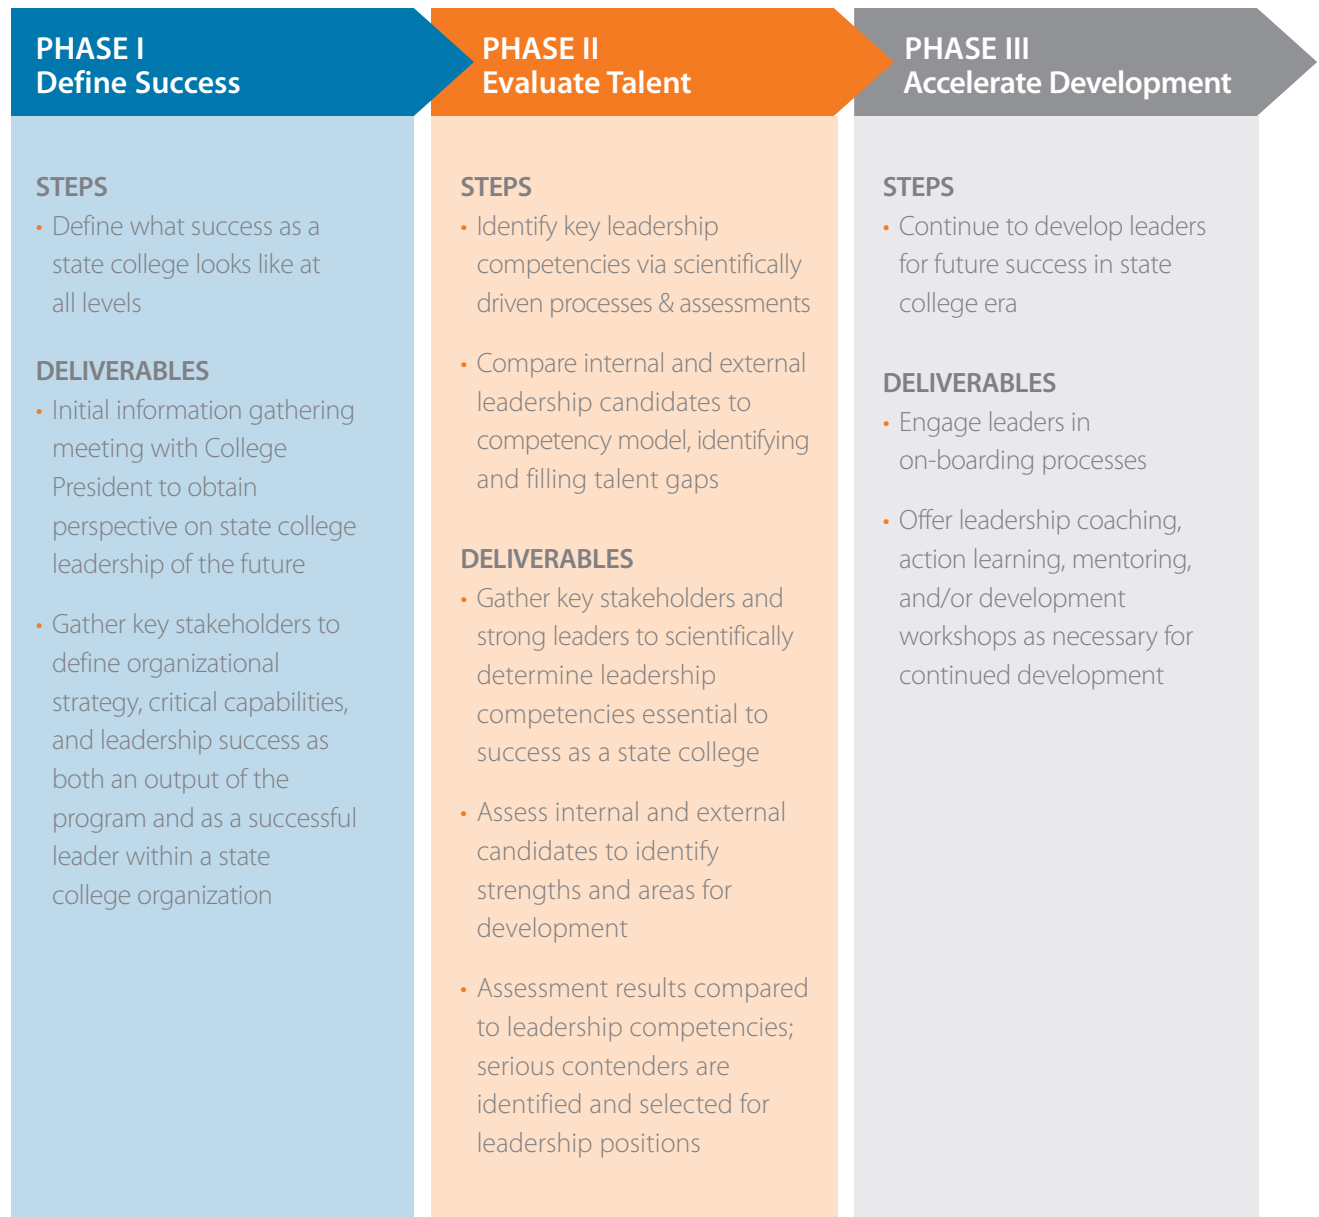 PHASE I
Define Success
STEPS
• Define what success as a
state college looks like at
all levels
DELIVERABLES
• Initial information gathering
meeting with College
President to obtain
perspective on state college
leadership of the future
• Gather key stakeholders to
define organizational
strategy, critical capabilities,
and leadership success as
both an output of the
program and as a successful
leader within a state
college organization
PHASE II
Evaluate Talent
STEPS
• Identify key leadership
competencies via scientifically
driven processes & assessments
• Compare internal and external
leadership candidates to
competency model, identifying
and filling talent gaps
DELIVERABLES
• Gather key stakeholders and
strong leaders to scientifically
determine leadership
competencies essential to
success as a state college
• Assess internal and external
candidates to identify
strengths and areas for
development
• Assessment results compared
to leadership competencies;
serious contenders are
identified and selected for
leadership positions
PHASE III
Accelerate Development
STEPS
• Continue to develop leaders
for future success in state
college era
DELIVERABLES
• Engage leaders in
on-boarding processes
• Offer leadership coaching,
action learning, mentoring,
and/or development
workshops as necessary for
continued development